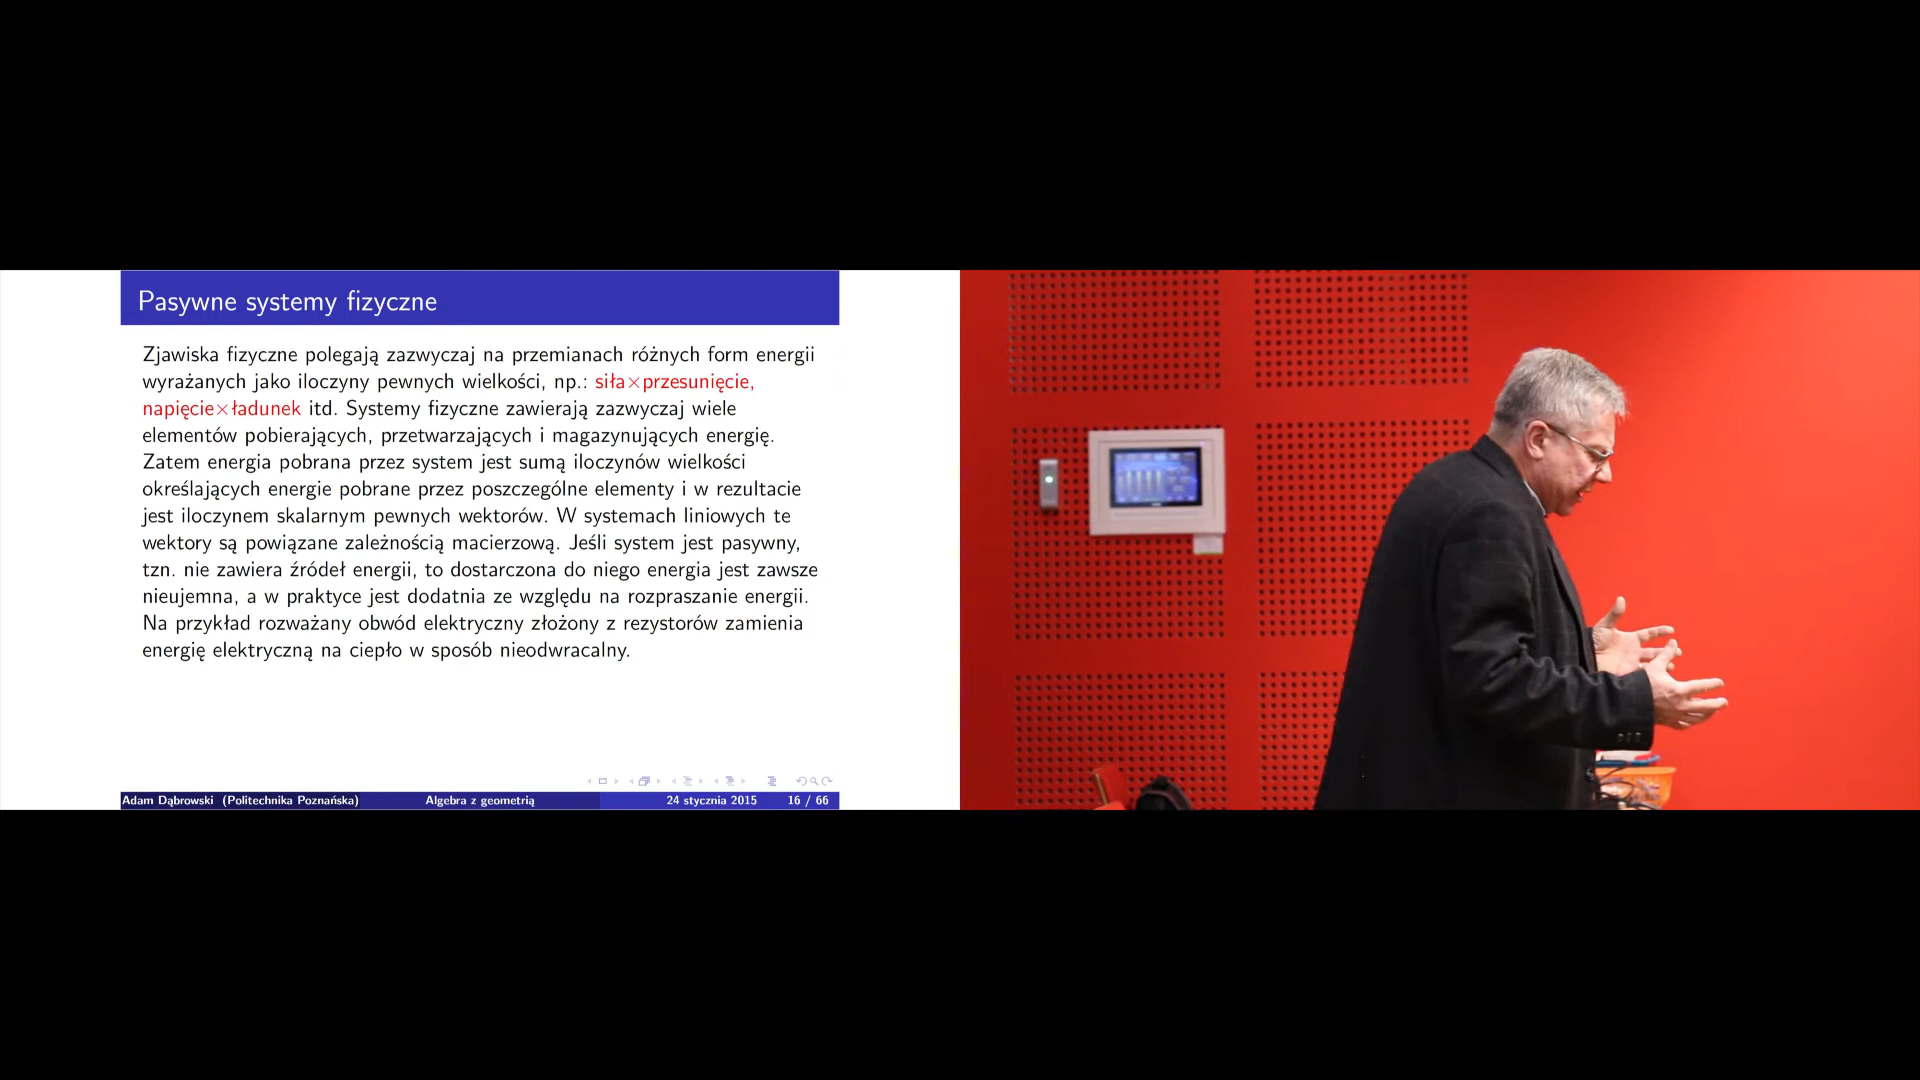 Pasywne systemy fizyczne
Zjawiska fizyczne polegają zazwyczaj na przemianach różnych form energii
wyrażanych jako iloczyny pewnych wielkości, np.: siła×przesunięcie,
napięcie×ładunek itd. Systemy fizyczne zawierają zazwyczaj wiele
elementów pobierających, przetwarzających i magazynujących energię.
Zatem energia pobrana przez system jest sumą iloczynów wielkości
określających energie pobrane przez poszczególne elementy i w rezultacie
jest iloczynem skalarnym pewnych wektorów. W systemach liniowych te
wektory są powiązane zależnością macierzową. Jeśli system jest pasywny,
tzn. nie zawiera źródeł energii, to dostarczona do niego energia jest zawsze
nieujemna, a w praktyce jest dodatnia ze względu na rozpraszanie energii.
Na przykład rozważany obwód elektryczny złożony z rezystorów zamienia
energię elektryczną na ciepło w sposób nieodwracalny.
Adam Dąbrowski (Politechnika Poznańska) Algebra z geometrią 24 stycznia 2015 16 / 66